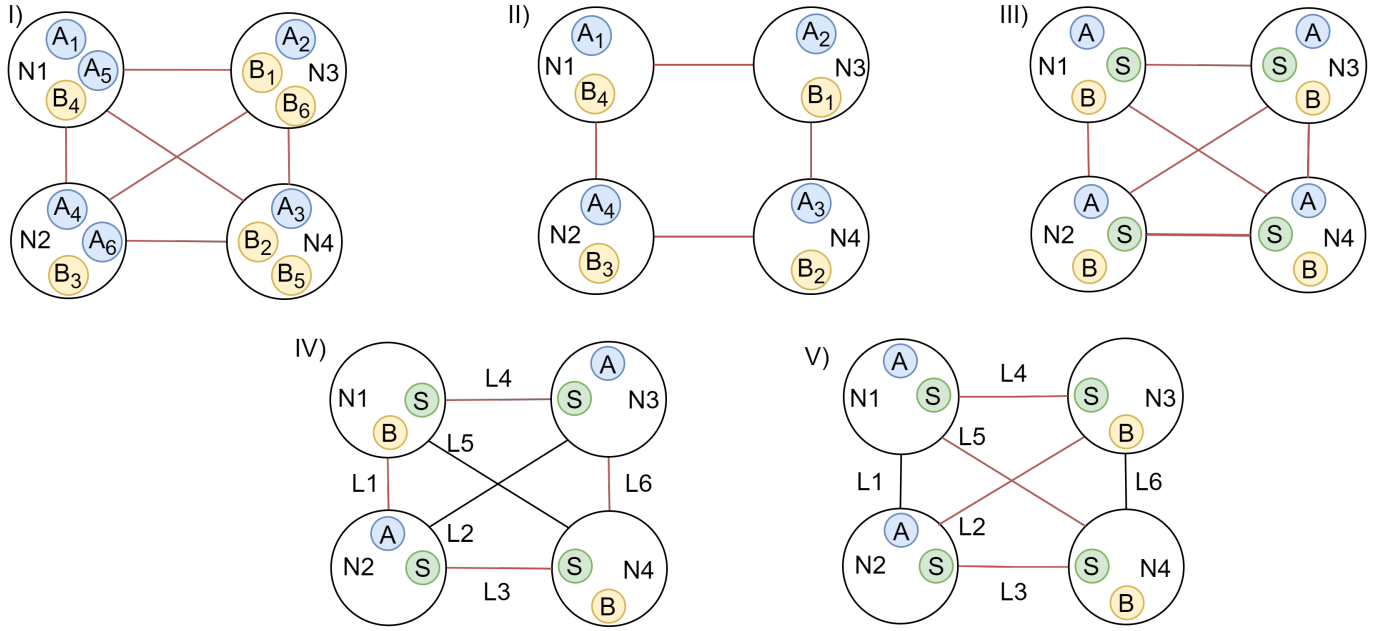 I)
A1
N1
A5
B4
A2
B1
N3
B6
A4
N2
A6
B3
A3
B2
N4
B5
II)
A1
N1
B4
A2
N3
B1
A4
N2
B3
A3
N4
B2
III)
A
N1
S
B
A
S
N3
B
A
N2
S
B
A
S
N4
B
IV)
N1
S
B
L4
A
S
N3
L5
L1
L6
L2
A
N2
S
L3
S
N4
B
V)
A
N1
S
L4
S
N3
B
L5
L1
L6
L2
A
N2
S
L3
S
N4
B